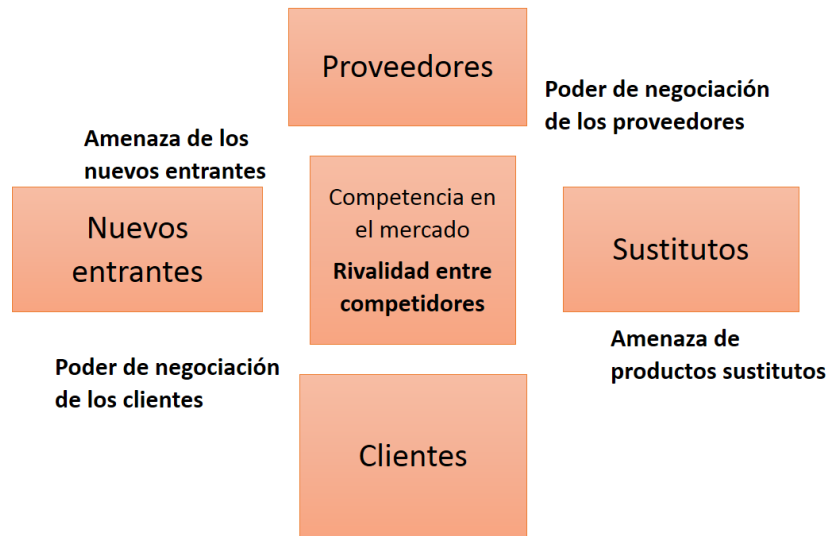 Proveedores
Poder de negociación
de los proveedores
Amenaza de los
nuevos entrantes
Nuevos
entrantes
Competencia en
el mercado
Rivalidad entre
competidores
Sustitutos
Amenaza de
productos sustitutos
Poder de negociación
de los clientes
Clientes